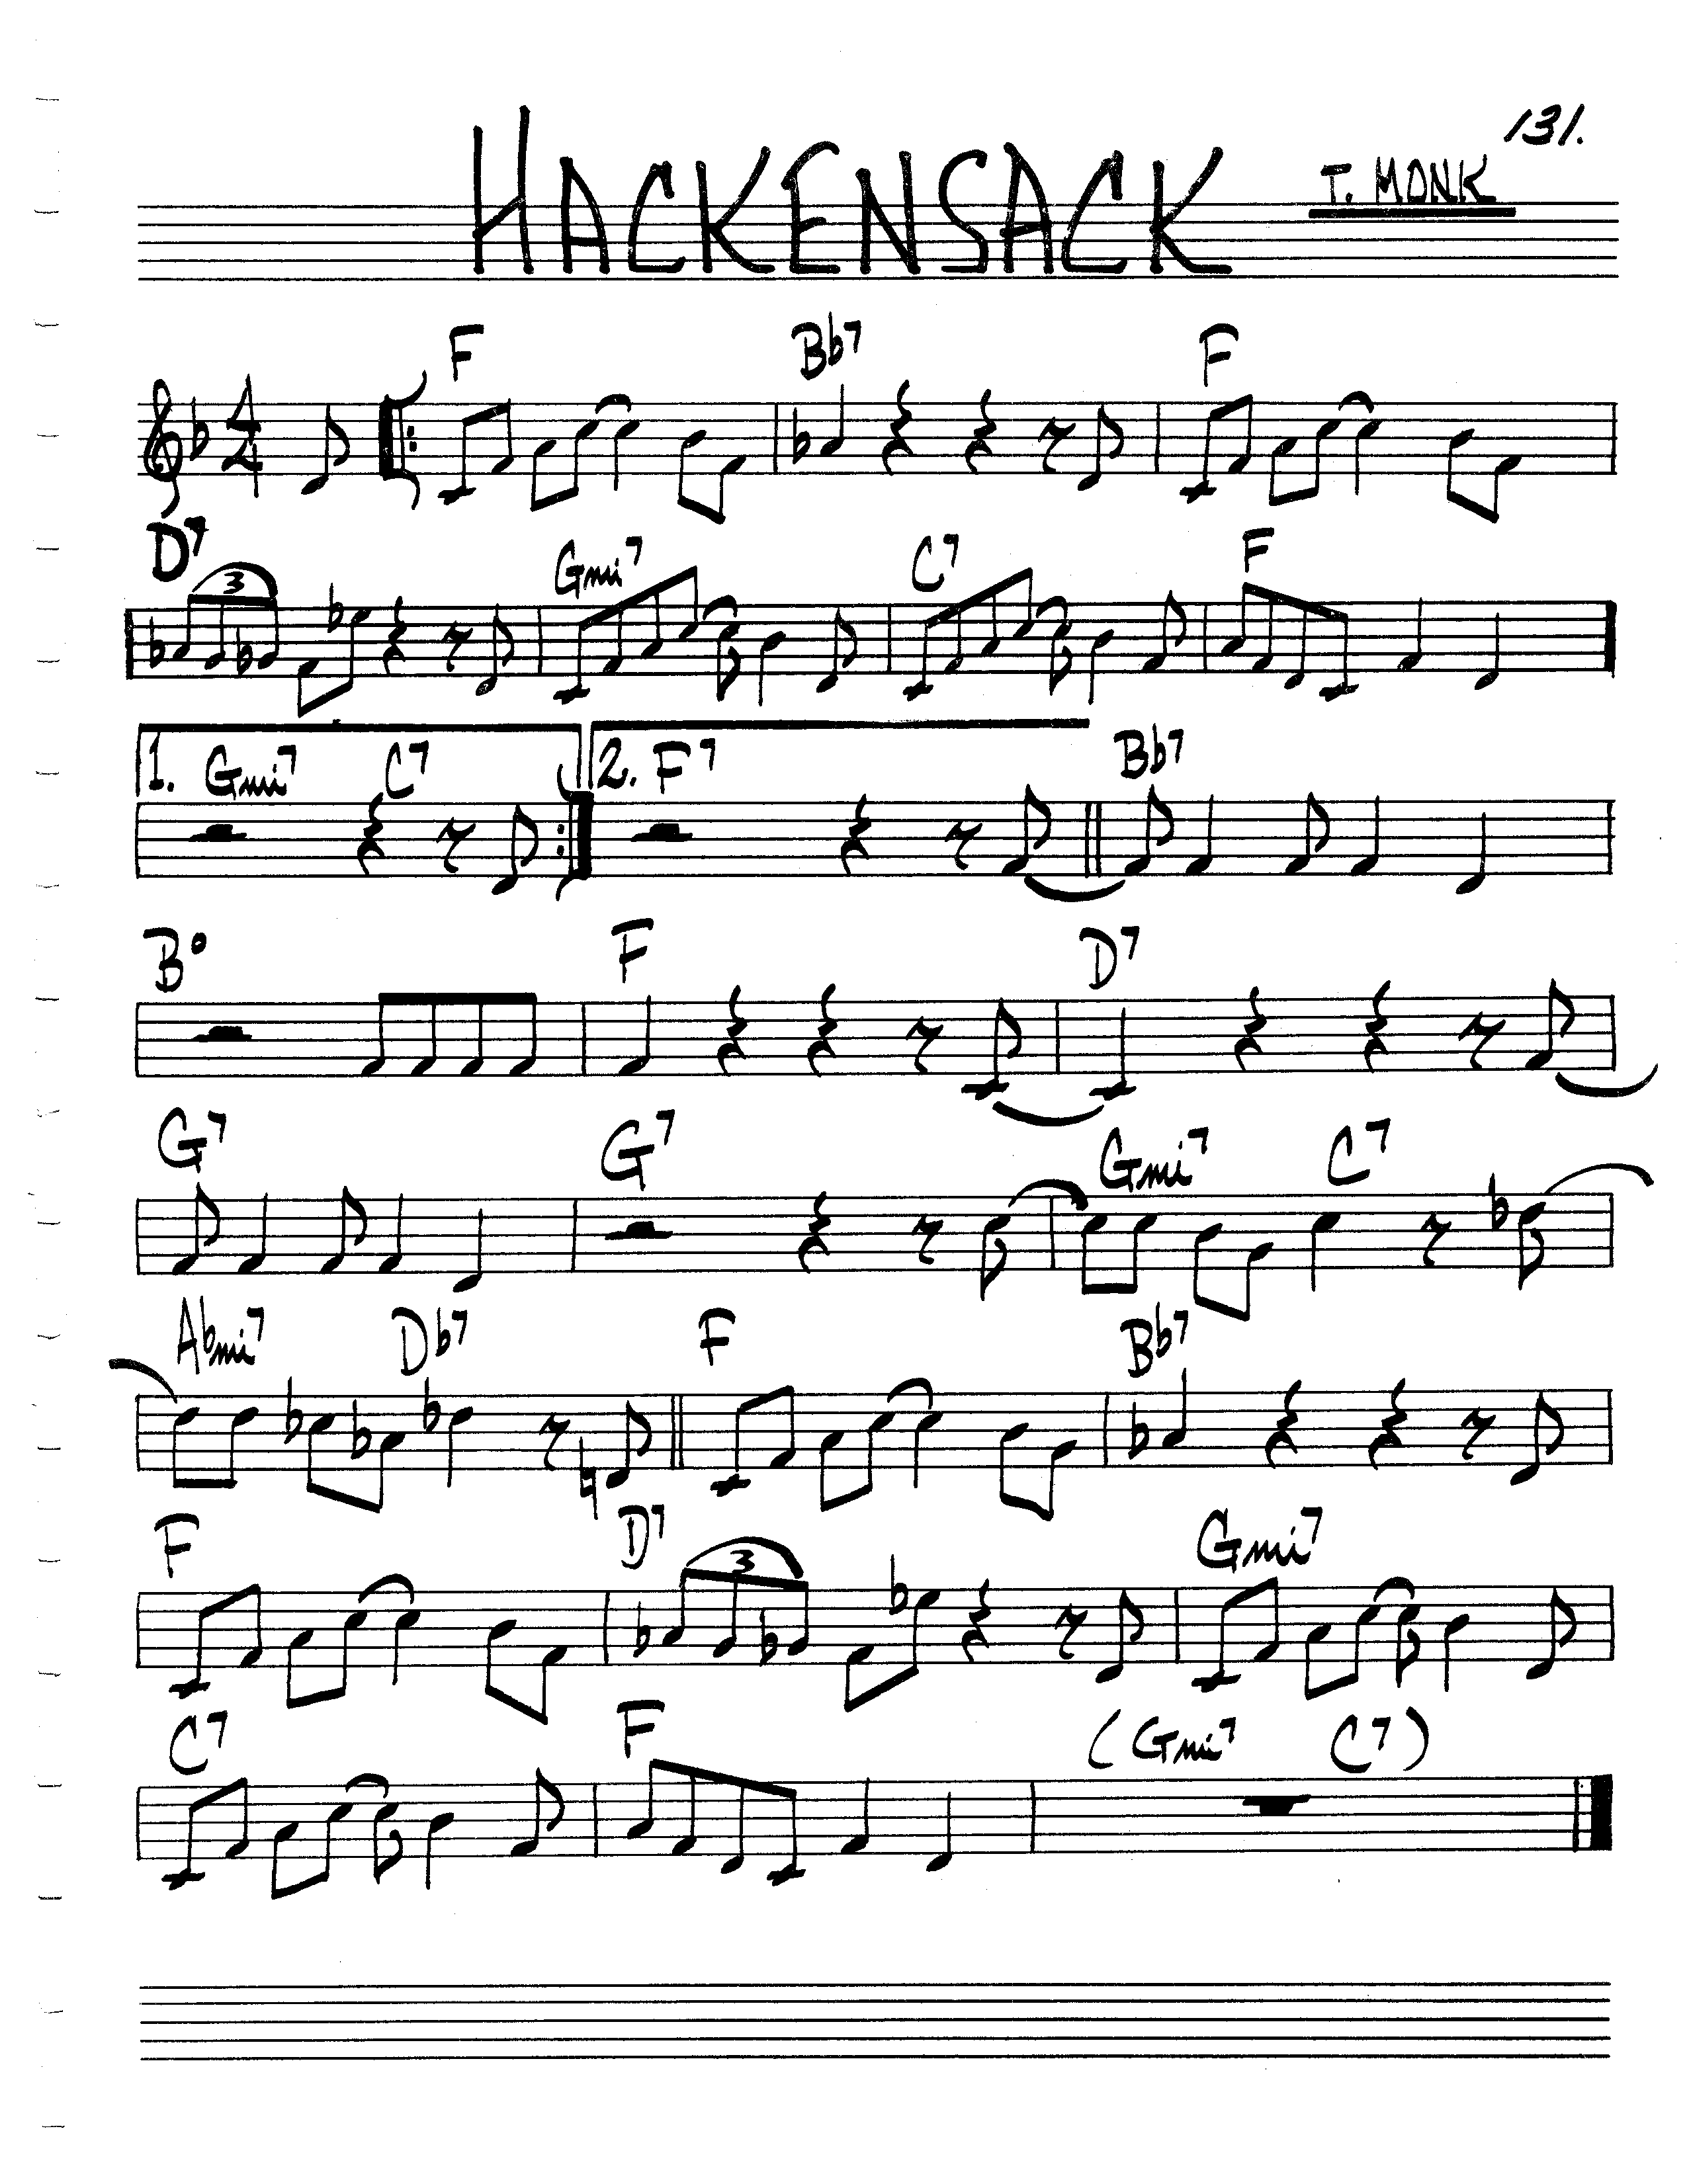 131.
HACKENSACK T. MONK
F Bb7 F
4/4
D7 Gmi7 C7 F
3
1. Gmi7 C7 2. F7 Bb7
B° F D7
G7 G7 Gmi7 C7
Abmi7 Db7 F Bb7
F D7 Gmi7
3
C7 F (Gmi7 C7)